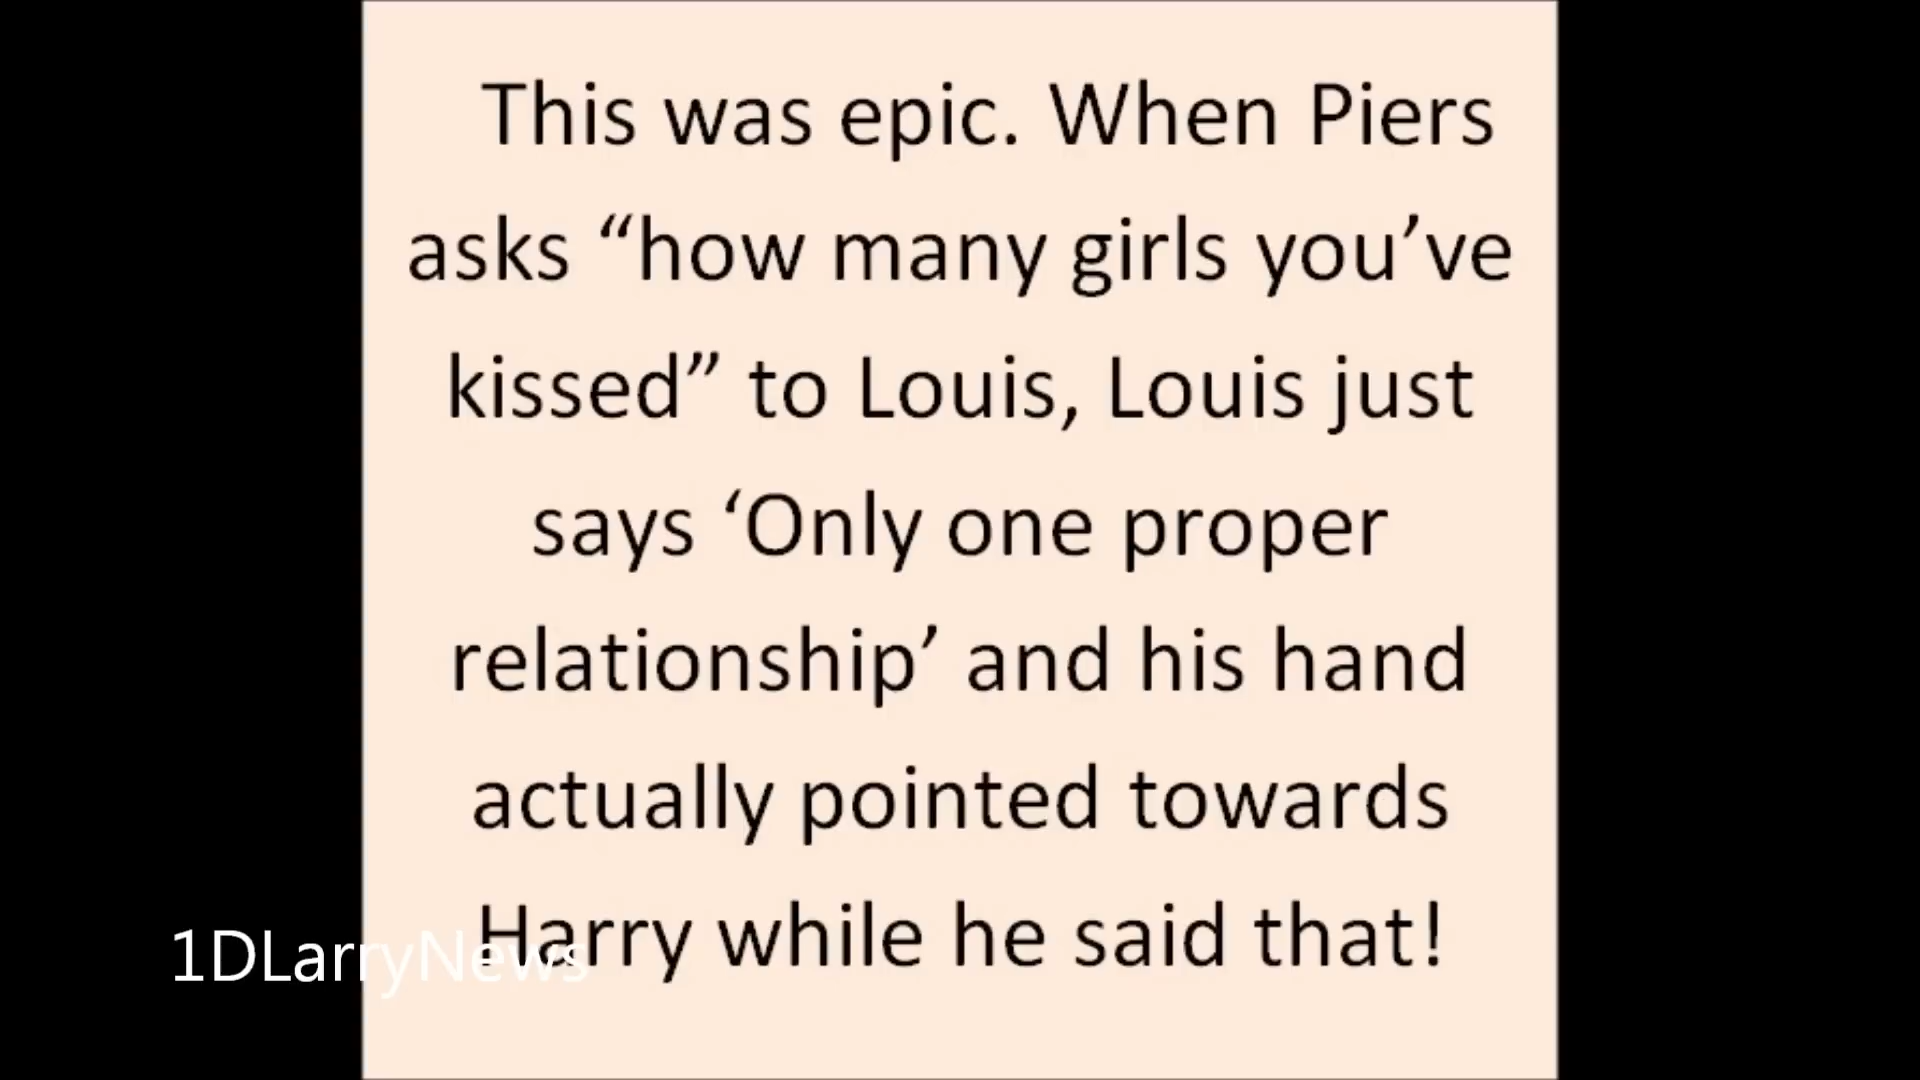 This was epic. When Piers
asks “how many girls you’ve
kissed” to Louis, Louis just
says ‘Only one proper
relationship’ and his hand
actually pointed towards
Harry while he said that!
1DLarryNews